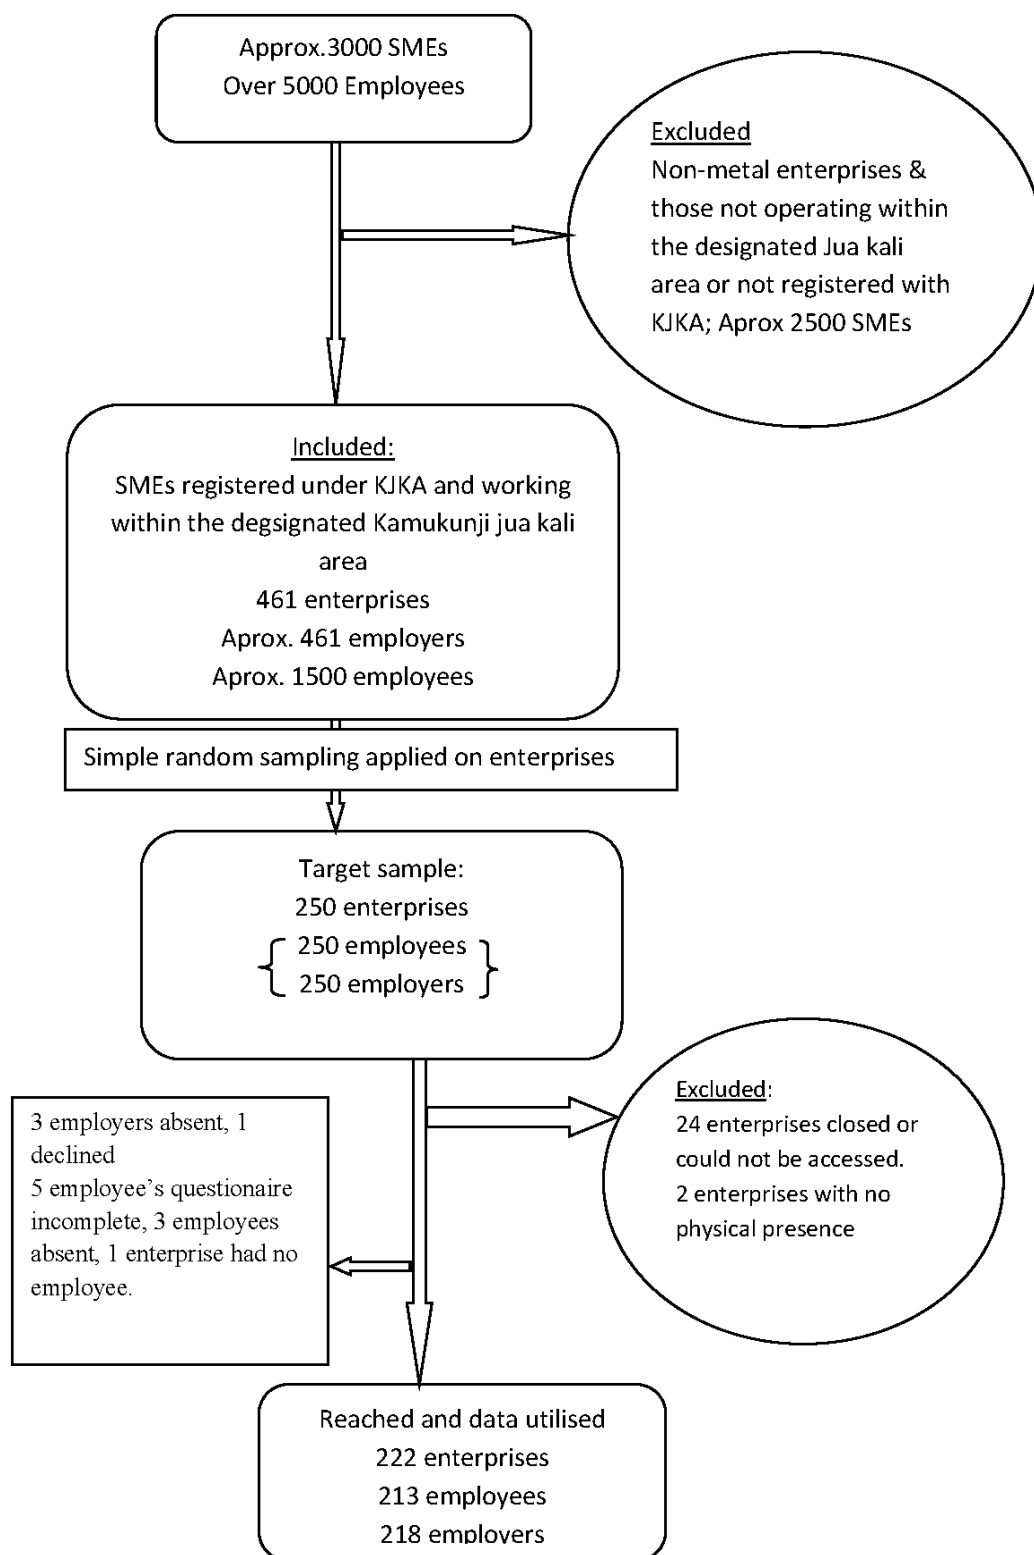 Approx.3000 SMEs
Over 5000 Employees
Excluded
Non-metal enterprises &
those not operating within
the designated Jua kali
area or not registered with
KJKA; Aprox 2500 SMEs
Included:
SMEs registered under KJKA and working
within the degsignated Kamukunji jua kali
area
461 enterprises
Aprox. 461 employers
Aprox. 1500 employees
Simple random sampling applied on enterprises
Target sample:
250 enterprises
250 employees
250 employers
Excluded:
24 enterprises closed or
could not be accessed.
2 enterprises with no
physical presence
3 employers absent, 1
declined
5 employee’s questionaire
incomplete, 3 employees
absent, 1 enterprise had no
employee.
Reached and data utilised
222 enterprises
213 employees
218 employers